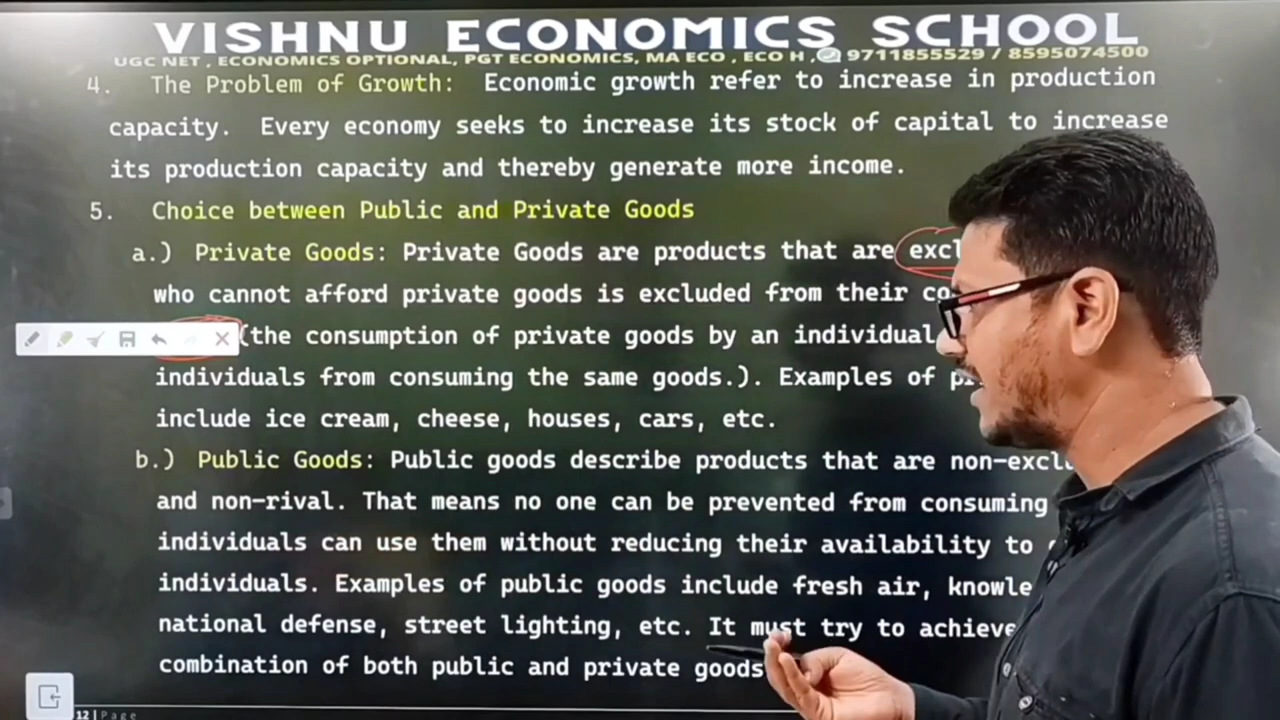 VISHNU ECONOMICS SCHOOL
UGC NET , ECONOMICS OPTIONAL, PGT ECONOMICS, MA ECO , ECO H , 9711855529 / 8595074500
4. The Problem of Growth: Economic growth refer to increase in production
capacity. Every economy seeks to increase its stock of capital to increase
its production capacity and thereby generate more income.
5. Choice between Public and Private Goods
a.) Private Goods: Private Goods are products that are
who cannot afford private goods is excluded from their
(the consumption of private goods by an individual
individuals from consuming the same goods.). Examples of
include ice cream, cheese, houses, cars, etc.
b.) Public Goods: Public goods describe products that are
and non-rival. That means no one can be prevented from consuming
individuals can use them without reducing their availability to
individuals. Examples of public goods include fresh air,
national defense, street lighting, etc. It must try to achieve
combination of both public and private goods
12 | Page